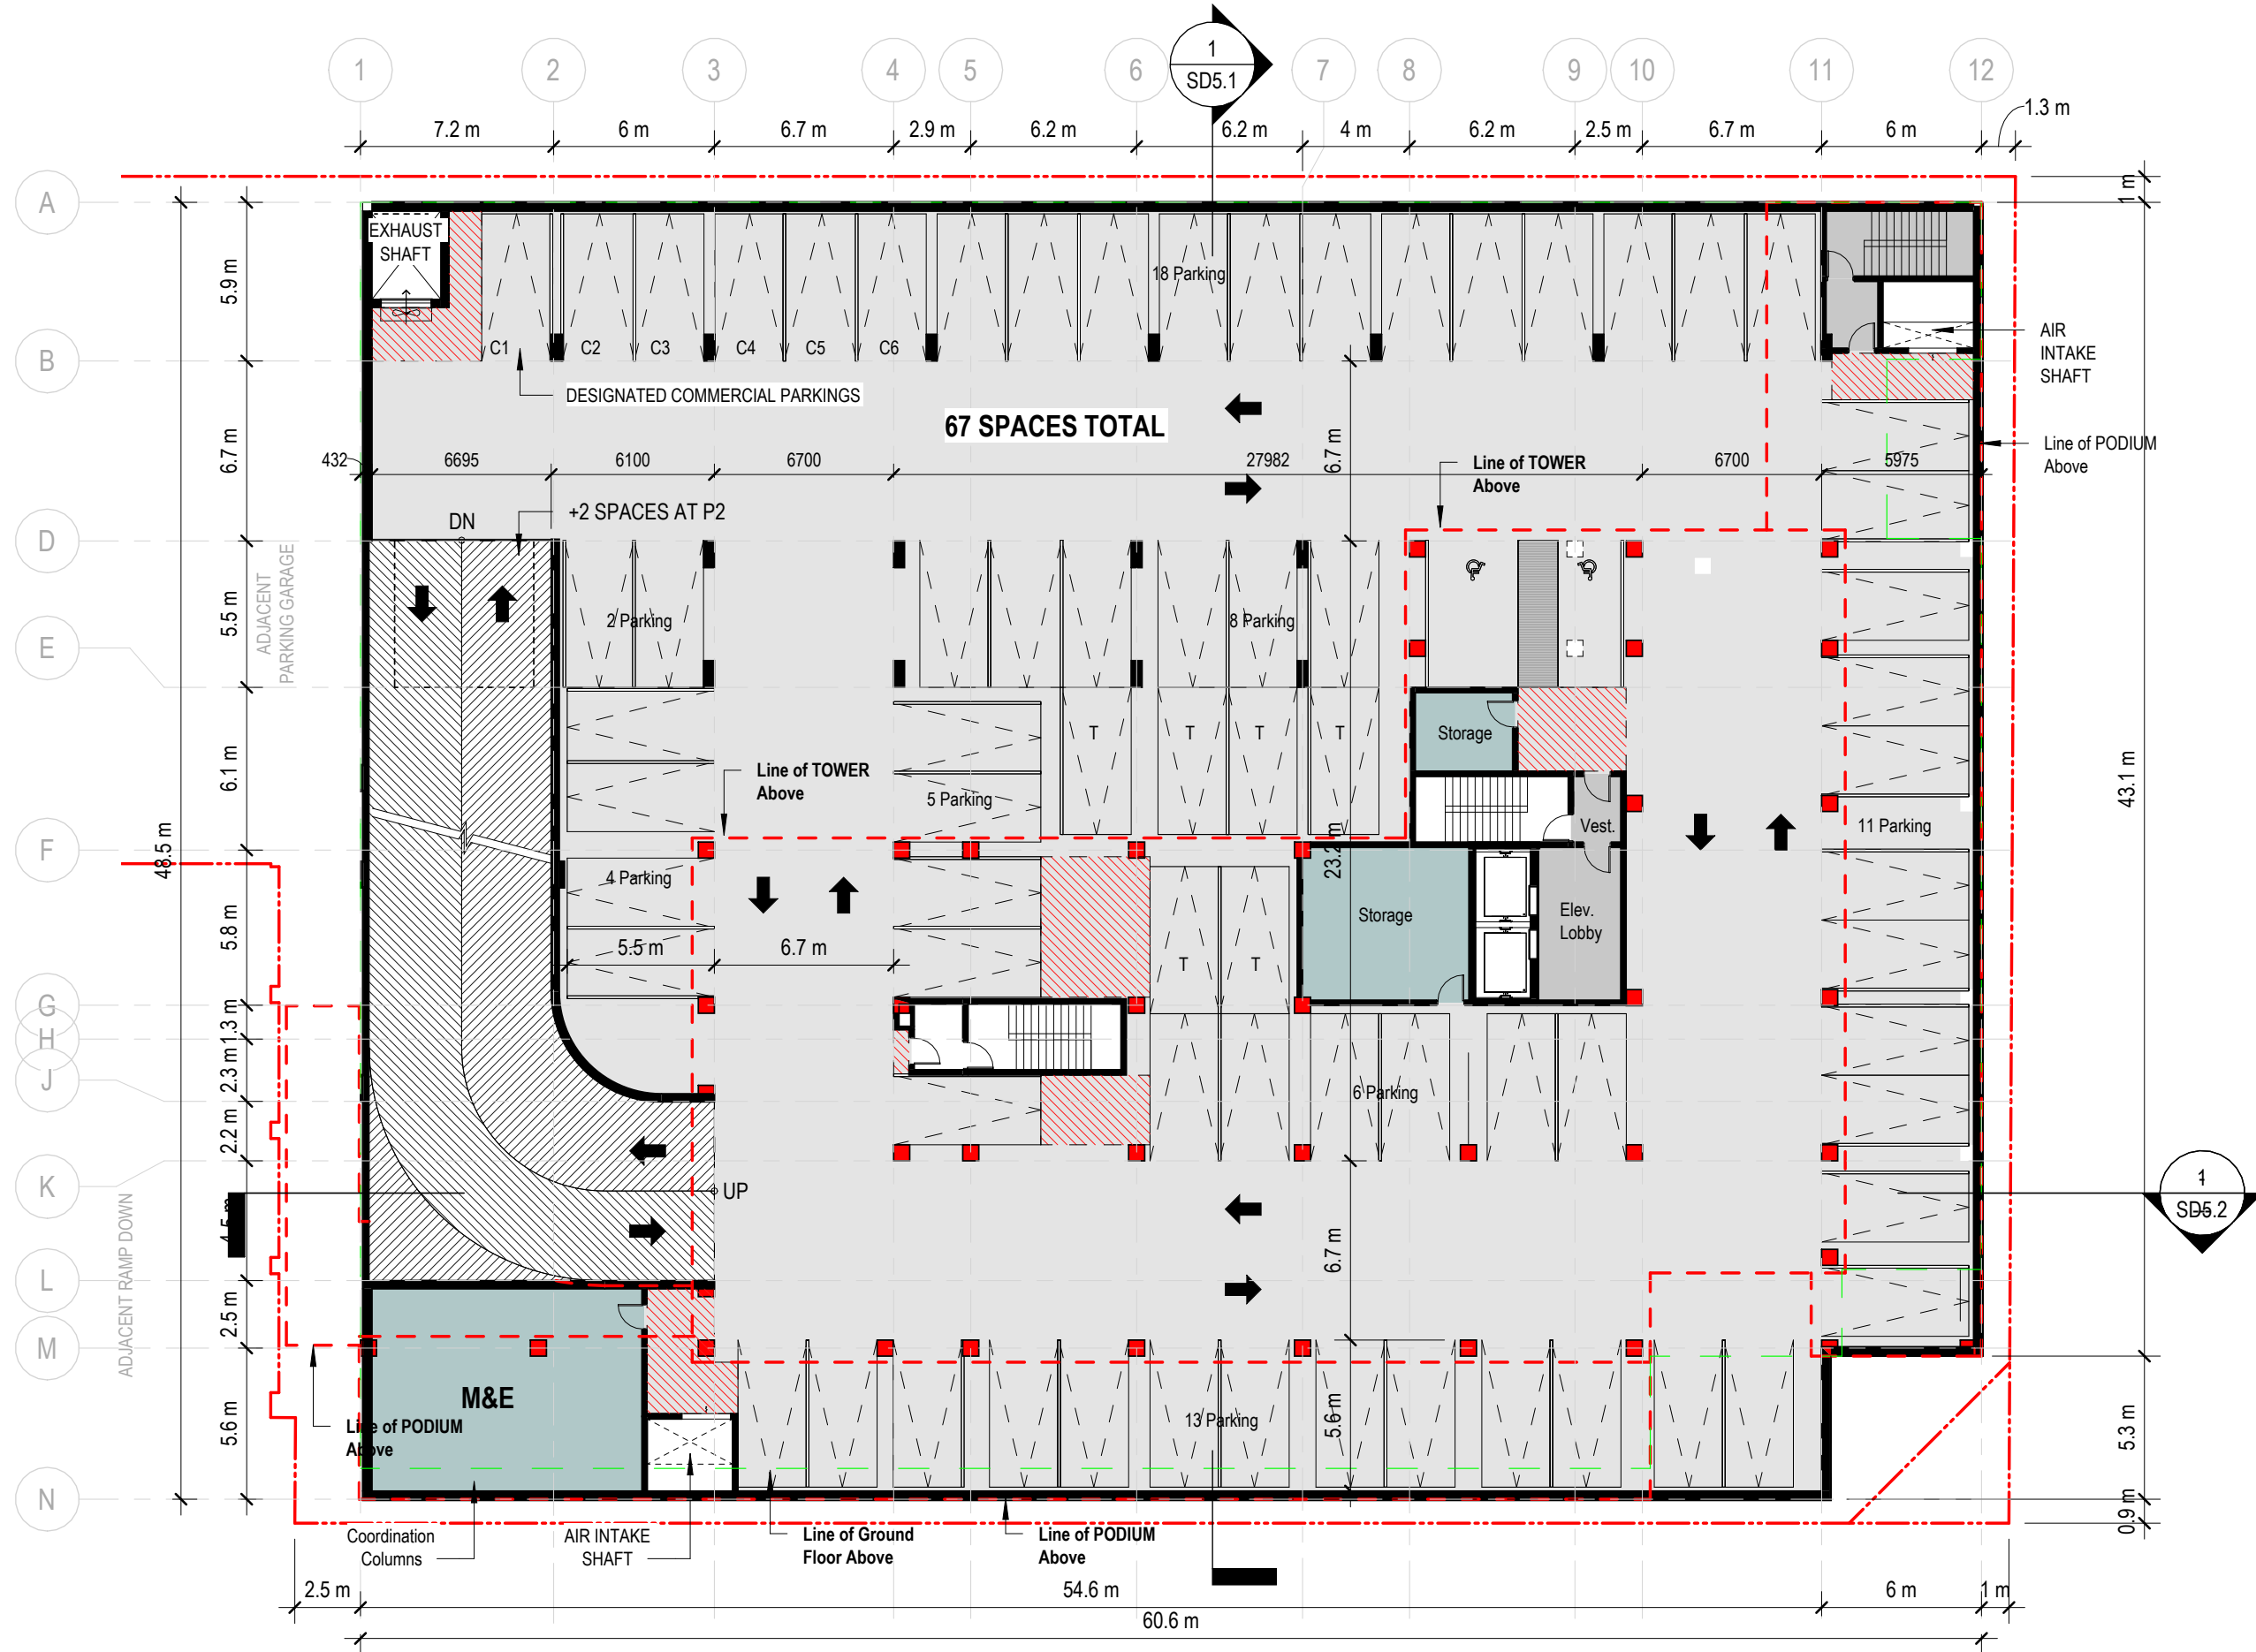 1
SD5.1
1
2
3
4
5
6
7
8
9
10
11
12
7.2 m
6 m
6.7 m
2.9 m
6.2 m
6.2 m
4 m
6.2 m
2.5 m
6.7 m
6 m
1.3 m
A
B
D
E
F
G
H
J
K
L
M
N
5.9 m
6.7 m
5.5 m
6.1 m
5.8 m
1.3 m
2.3 m
2.2 m
4.5 m
2.5 m
5.6 m
48.5 m
1 m
43.1 m
5.3 m
0.9 m
EXHAUST
SHAFT
18 Parking
C1
C2
C3
C4
C5
C6
DESIGNATED COMMERCIAL PARKINGS
67 SPACES TOTAL
AIR
INTAKE
SHAFT
Line of PODIUM
Above
432
6695
6100
6700
27982
6700
5975
6.7 m
Line of TOWER
Above
DN
+2 SPACES AT P2
ADJACENT
PARKING GARAGE
2 Parking
8 Parking
T
T
T
T
Storage
Line of TOWER
Above
5 Parking
Vest.
11 Parking
23.2 m
4 Parking
Storage
Elev.
Lobby
5.5 m
6.7 m
T
T
6 Parking
UP
1
SD5.2
ADJACENT RAMP DOWN
6.7 m
M&E
Line of PODIUM
Above
13 Parking
5.6 m
Coordination
Columns
AIR INTAKE
SHAFT
Line of Ground
Floor Above
Line of PODIUM
Above
2.5 m
54.6 m
6 m
1 m
60.6 m